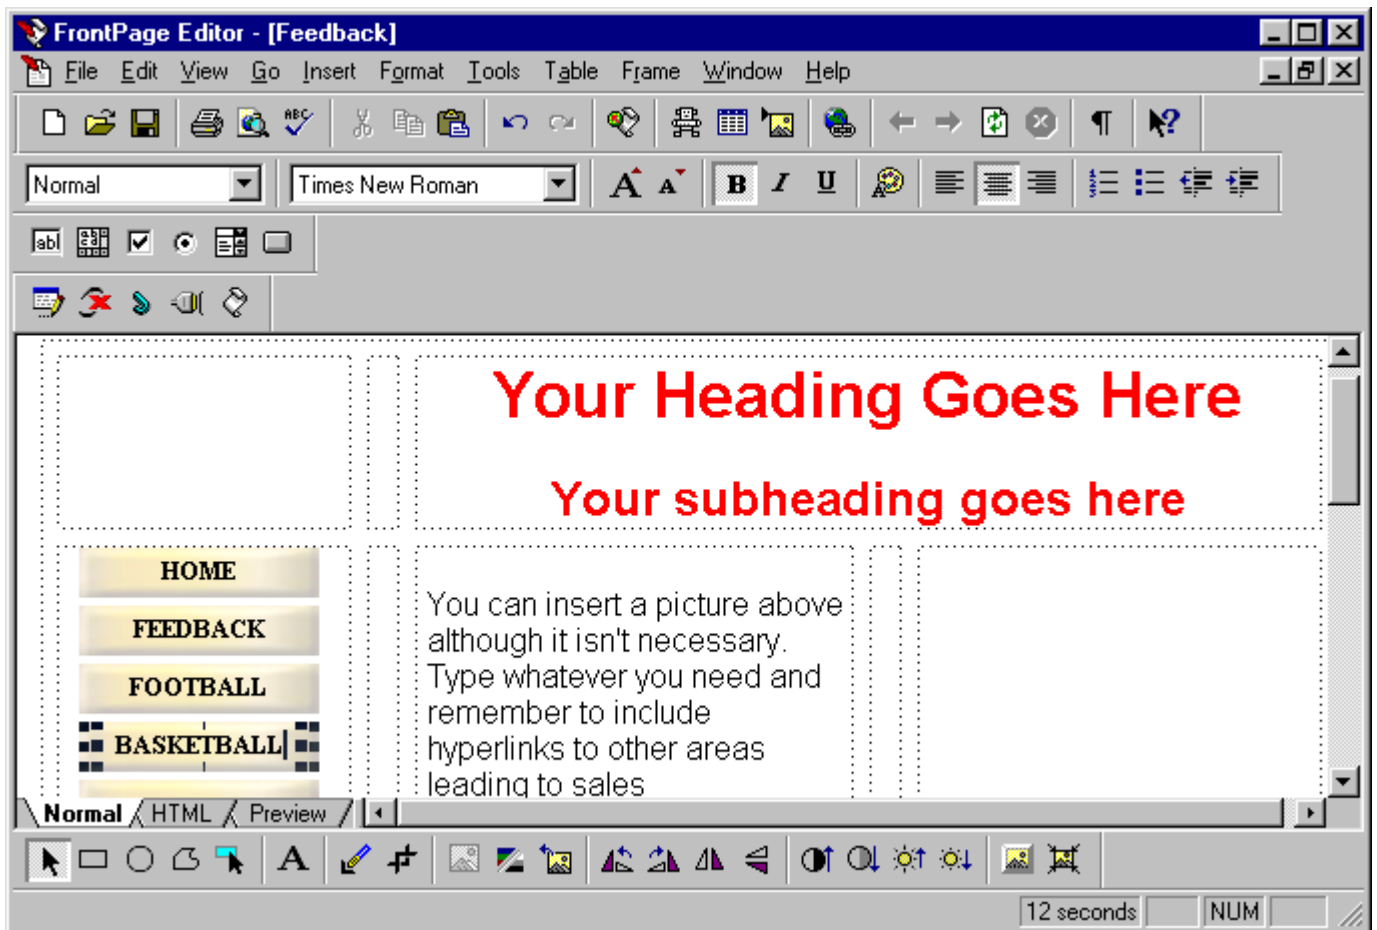 FrontPage Editor - [Feedback]
File Edit View Go Insert Format Tools Table Frame Window Help
ABC
Normal Times New Roman A A B I U
abl
Your Heading Goes Here
Your subheading goes here
HOME
FEEDBACK
FOOTBALL
BASKETBALL
You can insert a picture above
although it isn't necessary.
Type whatever you need and
remember to include
hyperlinks to other areas
leading to sales
Normal HTML Preview
A
12 seconds NUM